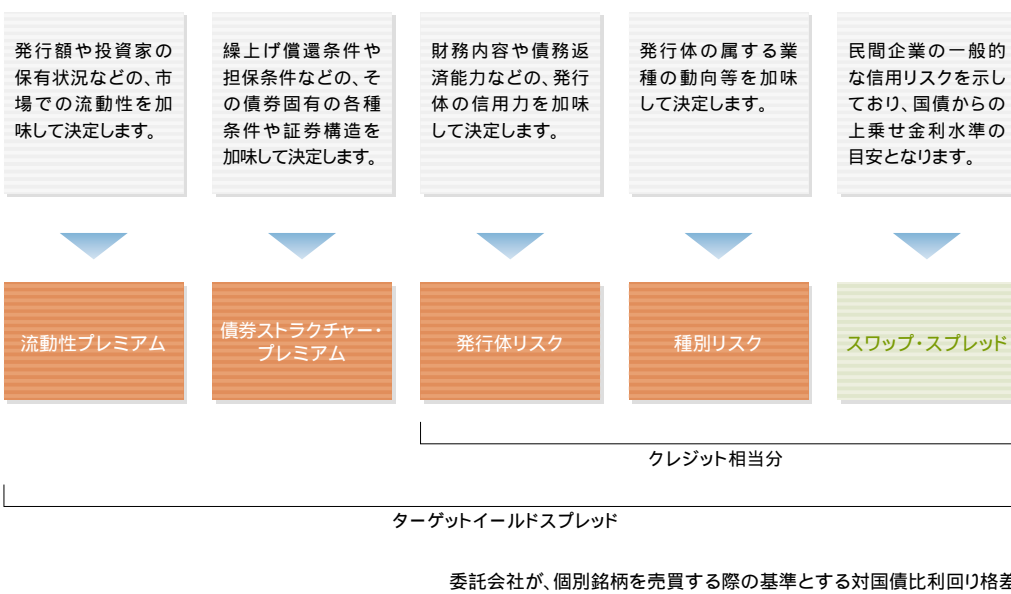 発行額や投資家の
保有状況などの、市
場での流動性を加
味して決定します。
繰上げ償還条件や
担保条件などの、そ
の債券固有の各種
条件や証券構造を
加味して決定します。
財務内容や債務返
済能力などの、発行
体の信用力を加味
して決定します。
発行体の属する業
種の動向等を加味
して決定します。
民間企業の一般的
な信用リスクを示し
ており、国債からの
上乗せ金利水準の
目安となります。
流動性プレミアム
債券ストラクチャー・
プレミアム
発行体リスク
種別リスク
スワップ・スプレッド
クレジット相当分
ターゲットイールドスプレッド
委託会社が、個別銘柄を売買する際の基準とする対国債比利回り格差